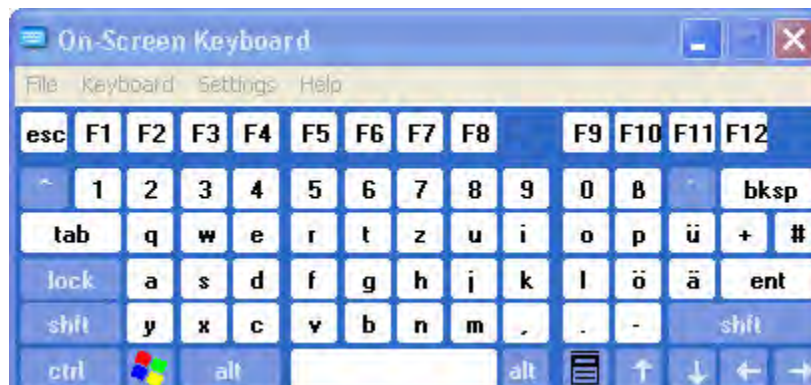 On-Screen Keyboard
File Keyboard Settings Help
esc F1 F2 F3 F4 F5 F6 F7 F8 F9 F10 F11 F12
^ 1 2 3 4 5 6 7 8 9 0 ß ´ bksp
tab q w e r t z u i o p ü + #
lock a s d f g h j k l ö ä ent
shft y x c v b n m , . - shft
ctrl alt alt ↑ ↓ ← →